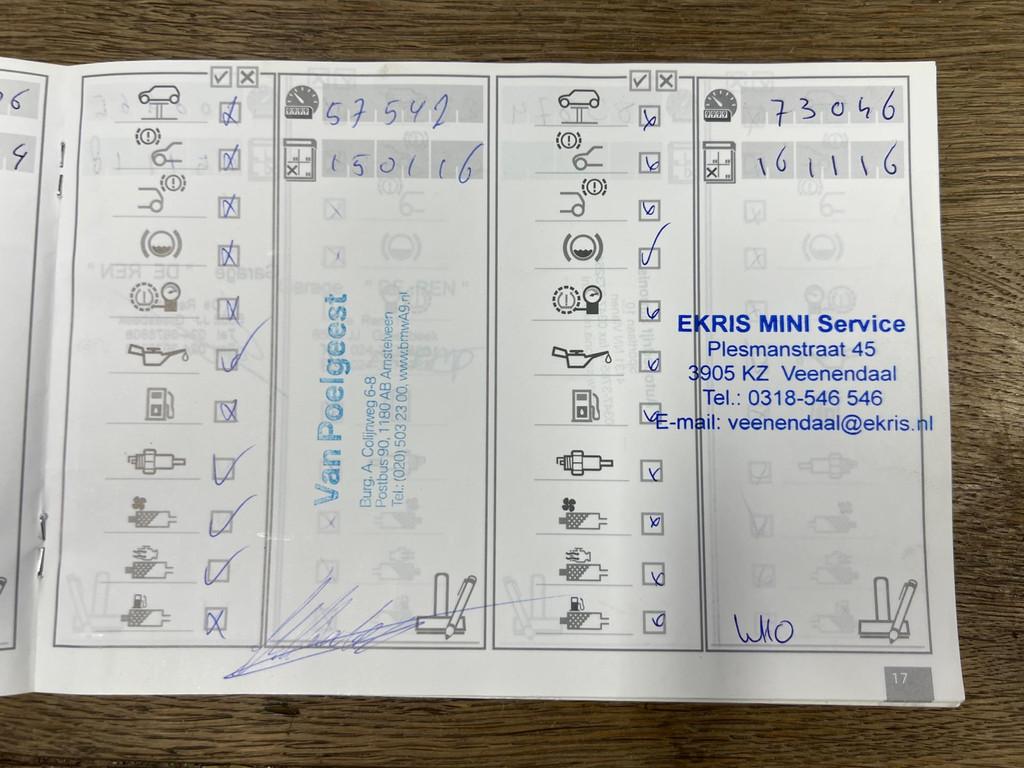 6
4
57542
150116
Van Poelgeest
Burg. A. Colijnweg 6-8
Postbus 90, 1180 AB Amstelveen
Tel.: (020) 503 23 00, www.bmwA9.nl
73046
161116
EKRIS MINI Service
Plesmanstraat 45
3905 KZ Veenendaal
Tel.: 0318-546 546
E-mail: veenendaal@ekris.nl
17